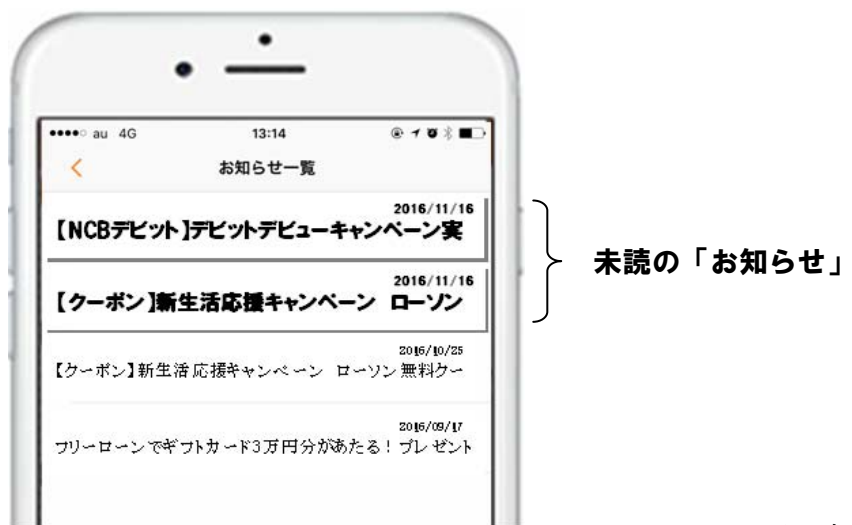 au 4G 13:14
お知らせ一覧
2016/11/16
【NCBデビット】デビットデビューキャンペーン実
2016/11/16
【クーポン】新生活応援キャンペーン ローソン
2016/10/25
【クーポン】新生活応援キャンペーン ローソン無料クー
2016/09/17
フリーローンでギフトカード3万円分があたる！プレゼント
未読の「お知らせ」